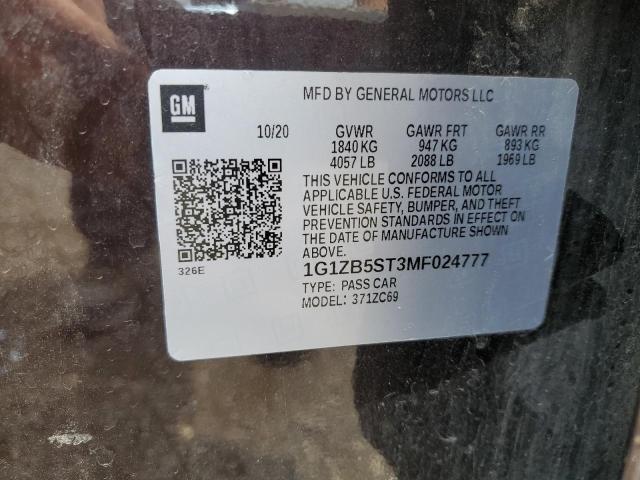 GM
MFD BY GENERAL MOTORS LLC
10/20 GVWR GAWR FRT GAWR RR
1840 KG 947 KG 893 KG
4057 LB 2088 LB 1969 LB
THIS VEHICLE CONFORMS TO ALL
APPLICABLE U.S. FEDERAL MOTOR
VEHICLE SAFETY, BUMPER, AND THEFT
PREVENTION STANDARDS IN EFFECT ON
THE DATE OF MANUFACTURE SHOWN
ABOVE.
326E 1G1ZB5ST3MF024777
TYPE: PASS CAR
MODEL: 371ZC69